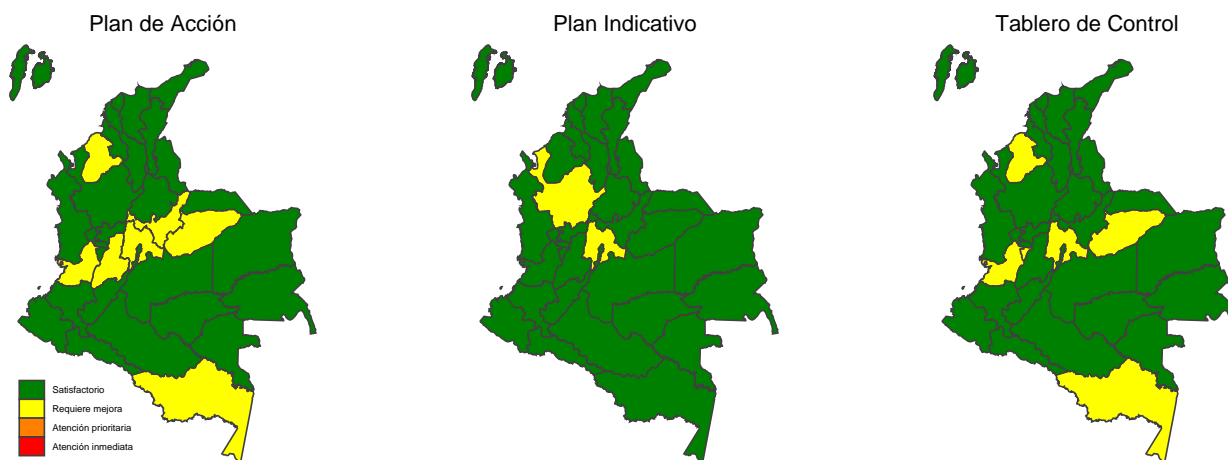 Plan de Acción
Plan Indicativo
Tablero de Control
Satisfactorio
Requiere mejora
Atención prioritaria
Atención inmediata